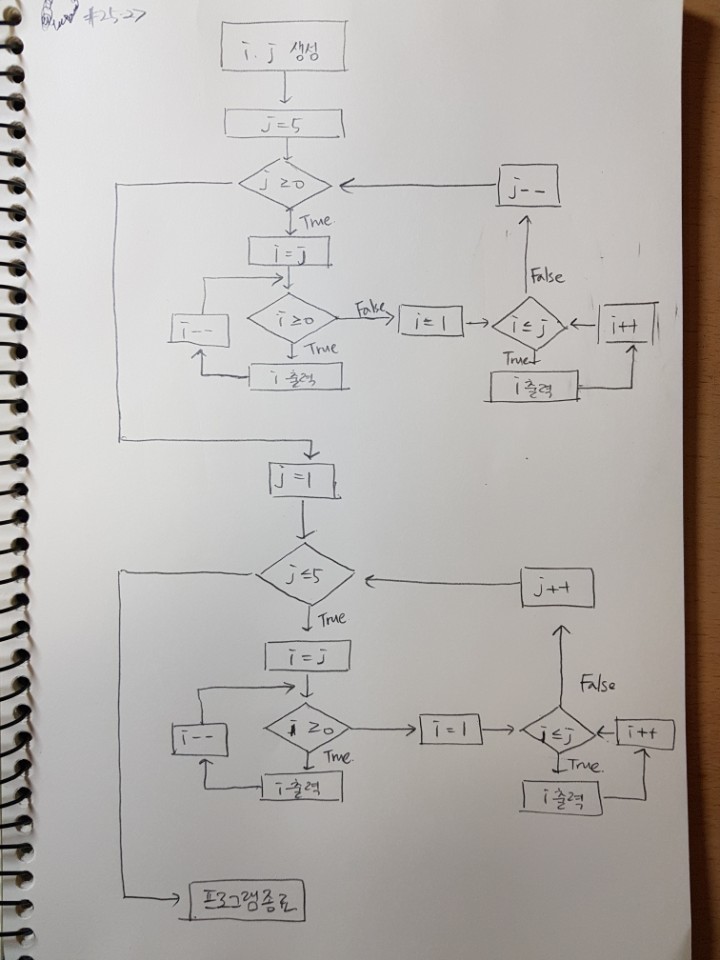 #25-27
i. j 생성
j=5
j ≥0
j--
True
i = j
False
i ≥0
False
i = 1
i ≤ j
i++
i--
True
True
i 출력
i 출력
j =1
j ≤5
j++
True
i = j
False
i ≥0
i = 1
i ≤ j
i++
i--
True.
True.
i 출력
i 출력
프로그램종료